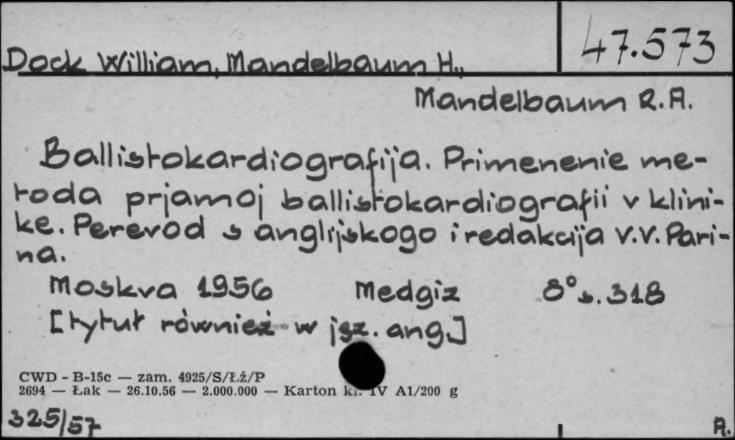 47.573
Dock William, Mandelbaum H.,
Mandelbaum R.A.
Ballistokardiografija. Primenenie me-
toda prjamoj ballistokardiografii v klini-
ke. Perevod s anglijskogo i redakcija V.V. Pari-
na.
Moskva 1956 Medgiz 8° s. 318
[tytuł również w jęz. ang.]
CWD - B-15c — zam. 4925/S/Łż/P
2694 — Łak — 26.10.56 — 2.000.000 — Karton kl. IV A1/200 g
325/57
A.